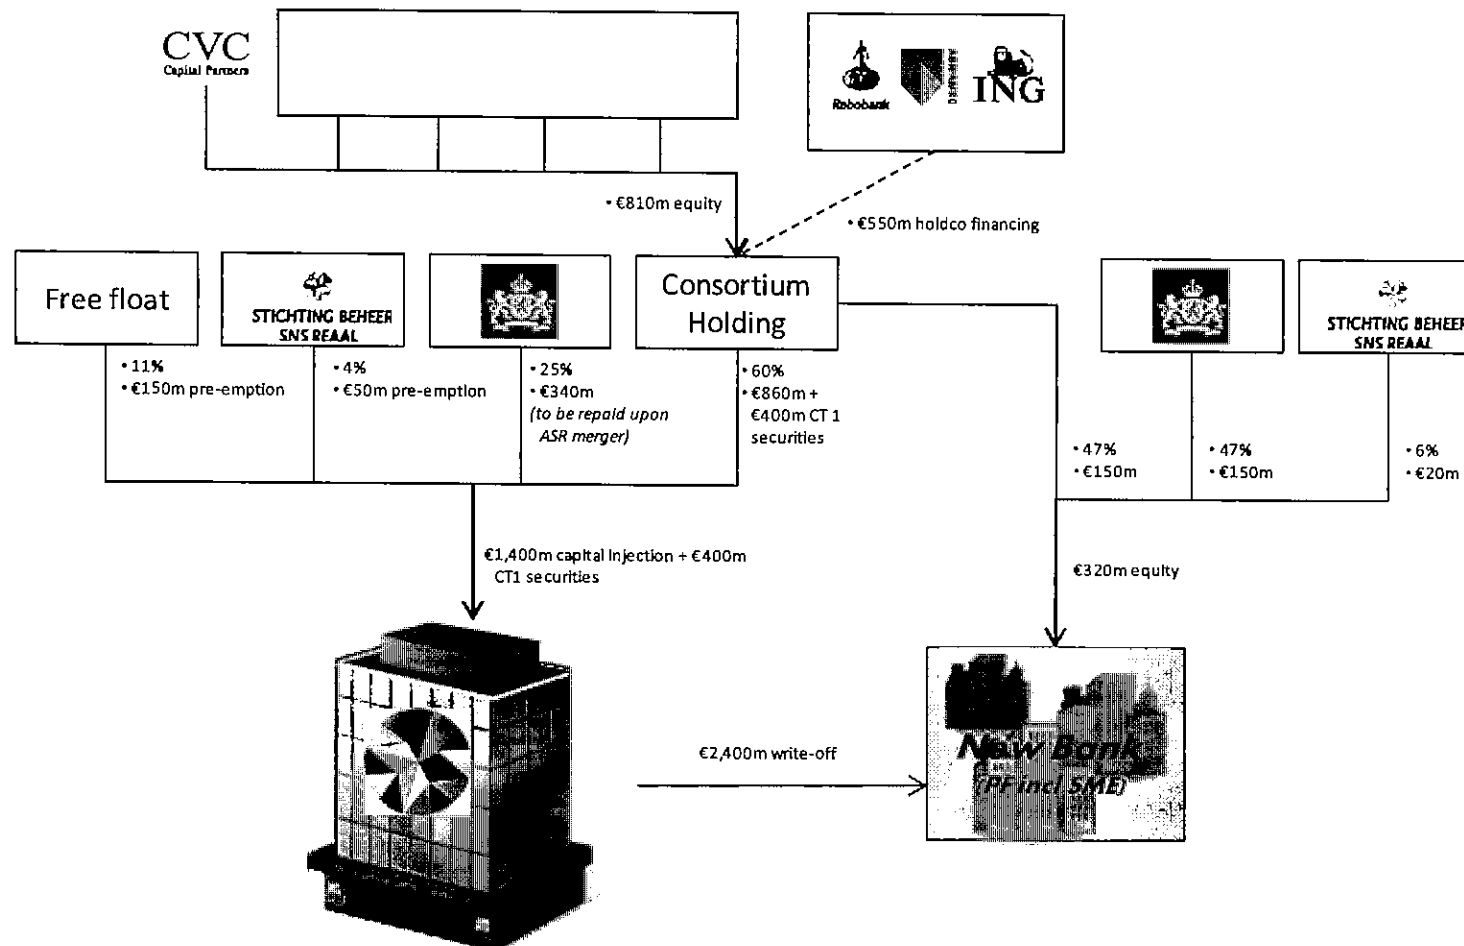 CVC
Capital Partners
Rabobank
ING
• €810m equity
• €550m holdco financing
Free float
STICHTING BEHEER
SNS REAAL
Consortium
Holding
STICHTING BEHEER
SNS REAAL
• 11%
• €150m pre-emption
• 4%
• €50m pre-emption
• 25%
• €340m
(to be repaid upon
ASR merger)
• 60%
• €860m +
€400m CT 1
securities
• 47%
• €150m
• 47%
• €150m
• 6%
• €20m
€1,400m capital injection + €400m
CT1 securities
€320m equity
€2,400m write-off
New Bank
(PF incl SME)